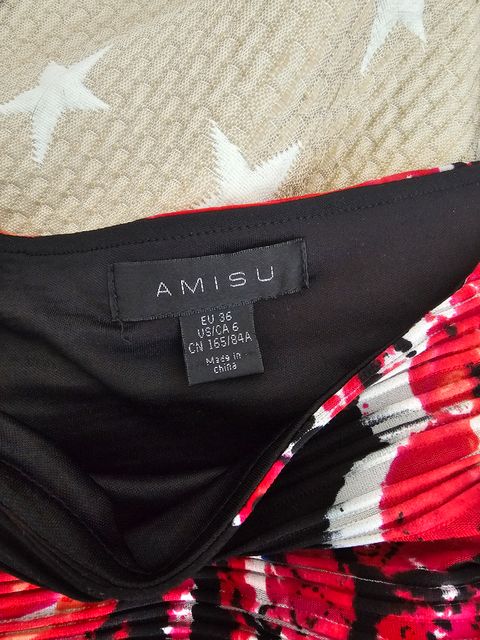 AMISU
EU 36
US/CA 6
CN 165/84A
Made in
china